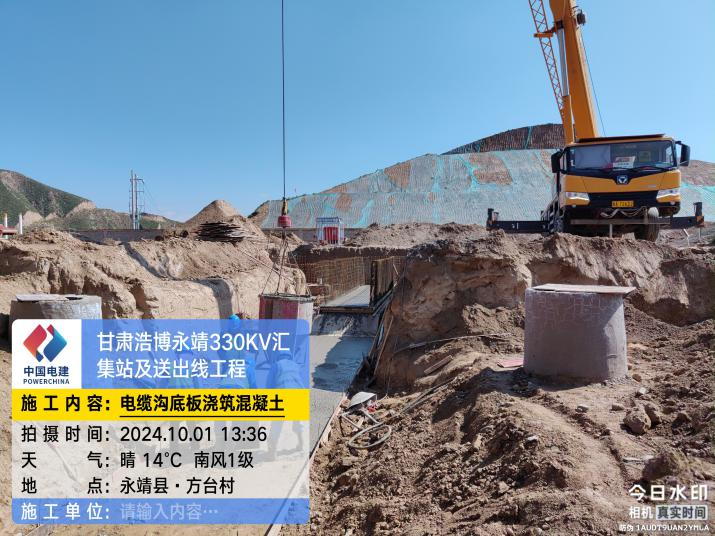 中国电建
POWERCHINA
甘肃浩博永靖330KV汇
集站及送出线工程
施工内容：电缆沟底板浇筑混凝土
拍摄时间：2024.10.01 13:36
天气：晴 14℃ 南风1级
地点：永靖县·方台村
施工单位：请输入内容…
今日水印
相机 真实时间
防伪 1AUDT9UAN2YMLA